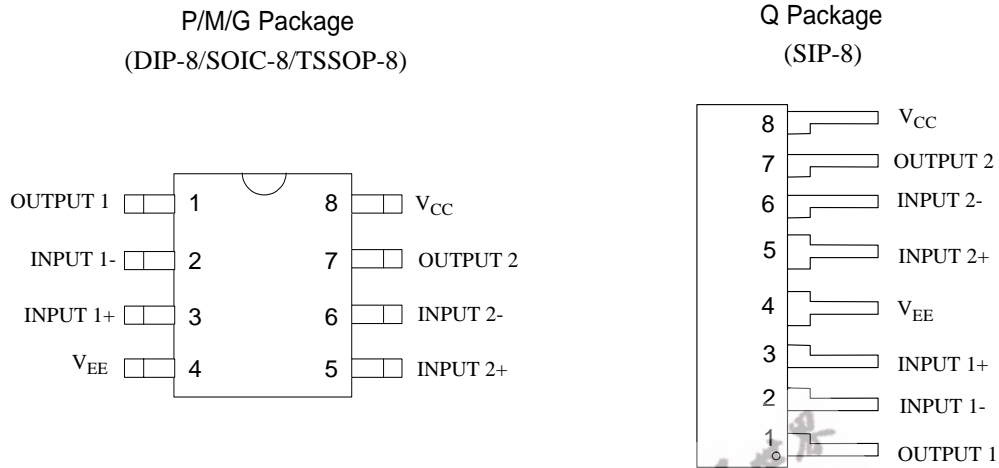 P/M/G Package
(DIP-8/SOIC-8/TSSOP-8)
OUTPUT 1 1 8 VCC
INPUT 1- 2 7 OUTPUT 2
INPUT 1+ 3 6 INPUT 2-
VEE 4 5 INPUT 2+
Q Package
(SIP-8)
8 VCC
7 OUTPUT 2
6 INPUT 2-
5 INPUT 2+
4 VEE
3 INPUT 1+
2 INPUT 1-
1 OUTPUT 1